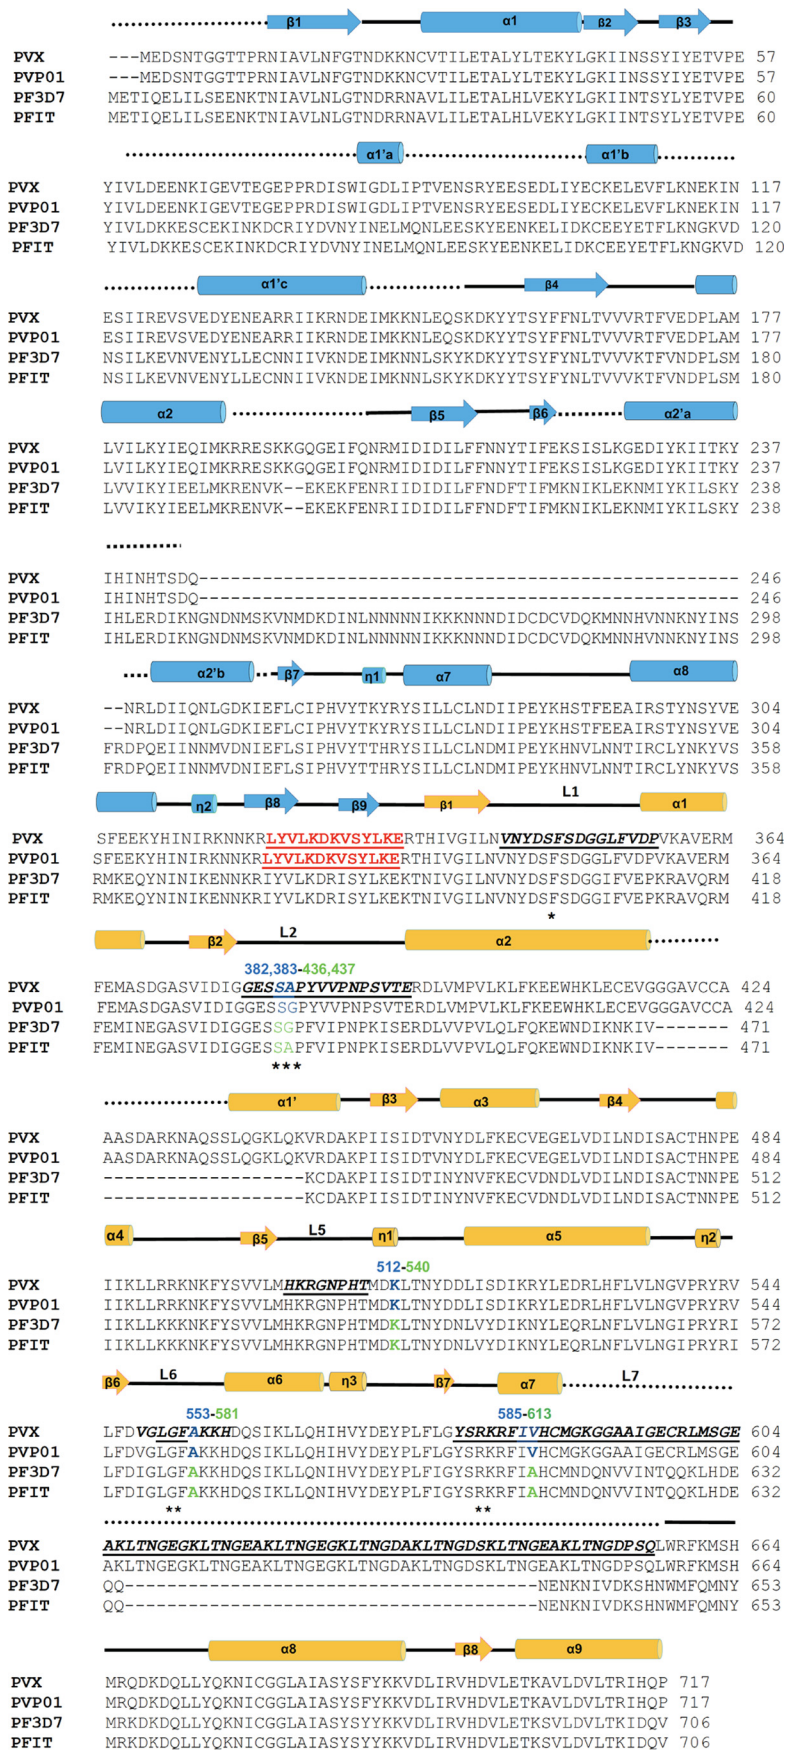 β1 α1 β2 β3
PVX ---MEDSNTGGTTPRNIAVLNFGTNDKKNCVTILETALYLTEKYLGKIINSSYIYETVPE 57
PVP01 ---MEDSNTGGTTPRNIAVLNFGTNDKKNCVTILETALYLTEKYLGKIINSSYIYETVPE 57
PF3D7 METIQELILSEENKTNIAVLNLGTNDRRNAVLILETALHLVEKYLGKIINTSYLYETVPE 60
PFIT METIQELILSEENKTNIAVLNLGTNDRRNAVLILETALHLVEKYLGKIINTSYLYETVPE 60
α1'a α1'b
PVX YIVLDEENKIGEVTEGEPPRDISWIGDLIPTVENSRYEESEDLIYECKELEVFLKNEKIN 117
PVP01 YIVLDEENKIGEVTEGEPPRDISWIGDLIPTVENSRYEESEDLIYECKELEVFLKNEKIN 117
PF3D7 YIVLDKKESCEKINKDCRIYDVNYINELMQNLEESKYEENKELIDKCEEYETFLKNGKVD 120
PFIT YIVLDKKESCEKINKDCRIYDVNYINELMQNLEESKYEENKELIDKCEEYETFLKNGKVD 120
α1'c β4
PVX ESIIREVSVEDYENEARRIIKRNDEIMKKNLEQSKDKYYTSYFFNLTVVVRTFVEDPLAM 177
PVP01 ESIIREVSVEDYENEARRIIKRNDEIMKKNLEQSKDKYYTSYFFNLTVVVRTFVEDPLAM 177
PF3D7 NSILKEVNVENYLLECNNIIVKNDEIMKNNLSKYKDKYYTSYFYNLTVVVKTFVNDPLSM 180
PFIT NSILKEVNVENYLLECNNIIVKNDEIMKNNLSKYKDKYYTSYFYNLTVVVKTFVNDPLSM 180
α2 β5 β6 α2'a
PVX LVILKYIEQIMKRRESKKGQGEIFQNRMIDIDILFFNNYTIFEKSISLKGEDIYKIITKY 237
PVP01 LVILKYIEQIMKRRESKKGQGEIFQNRMIDIDILFFNNYTIFEKSISLKGEDIYKIITKY 237
PF3D7 LVVIKYIEELMKRENVK--EKEKFENRIIDIDILFFNDFTIFMKNIKLEKNMIYKILSKY 238
PFIT LVVIKYIEELMKRENVK--EKEKFENRIIDIDILFFNDFTIFMKNIKLEKNMIYKILSKY 238
PVX IHINHTSDQ--------------------------------------------------- 246
PVP01 IHINHTSDQ--------------------------------------------------- 246
PF3D7 IHLERDIKNGNDNMSKVNMDKDINLNNNNNIKKKNNNDIDCDCVDQKMNNHVNNKNYINS 298
PFIT IHLERDIKNGNDNMSKVNMDKDINLNNNNNIKKKNNNDIDCDCVDQKMNNHVNNKNYINS 298
α2'b β7 η1 α7 α8
PVX --NRLDIIQNLGDKIEFLCIPHVYTKYRYSILLCLNDIIPEYKHSTFEEAIRSTYNSYVE 304
PVP01 --NRLDIIQNLGDKIEFLCIPHVYTKYRYSILLCLNDIIPEYKHSTFEEAIRSTYNSYVE 304
PF3D7 FRDPQEIINNMVDNIEFLSIPHVYTTHRYSILLCLNDMIPEYKHNVLNNTIRCLYNKYVS 358
PFIT FRDPQEIINNMVDNIEFLSIPHVYTTHRYSILLCLNDMIPEYKHNVLNNTIRCLYNKYVS 358
η2 β8 β9 β1 L1 α1
PVX SFEEKYHINIRKNNKRLYVLKDKVSYLKERTHIVGILNVNYDSFSDGGLFVDPVKAVERM 364
PVP01 SFEEKYHINIRKNNKRLYVLKDKVSYLKERTHIVGILNVNYDSFSDGGLFVDPVKAVERM 364
PF3D7 RMKEQYNINIKENNKRIYVLKDRISYLKEKTNIVGILNVNYDSFSDGGIFVEPKRAVQRM 418
PFIT RMKEQYNINIKENNKRIYVLKDRISYLKEKTNIVGILNVNYDSFSDGGIFVEPKRAVQRM 418
*
β2 L2 α2
382,383-436,437
PVX FEMASDGASVIDIGGESSAPYVVPNPSVTERDLVMPVLKLFKEEWHKLECEVGGGAVCCA 424
PVP01 FEMASDGASVIDIGGESSGPYVVPNPSVTERDLVMPVLKLFKEEWHKLECEVGGGAVCCA 424
PF3D7 FEMINEGASVIDIGGESSGPFVIPNPKISERDLVVPVLQLFQKEWNDIKNKIV------- 471
PFIT FEMINEGASVIDIGGESSAPFVIPNPKISERDLVVPVLQLFQKEWNDIKNKIV------- 471
***
α1' β3 α3 β4
PVX AASDARKNAQSSLQGKLQKVRDAKPIISIDTVNYDLFKECVEGELVDILNDISACTHNPE 484
PVP01 AASDARKNAQSSLQGKLQKVRDAKPIISIDTVNYDLFKECVEGELVDILNDISACTHNPE 484
PF3D7 -------------------KCDAKPIISIDTINYNVFKECVDNDLVDILNDISACTNNPE 512
PFIT -------------------KCDAKPIISIDTINYNVFKECVDNDLVDILNDISACTNNPE 512
α4 β5 L5 η1 α5 η2
512-540
PVX IIKLLRRKNKFYSVVLMHKRGNPHTMDKLTNYDDLISDIKRYLEDRLHFLVLNGVPRYRV 544
PVP01 IIKLLRRKNKFYSVVLMHKRGNPHTMDKLTNYDDLISDIKRYLEDRLHFLVLNGVPRYRV 544
PF3D7 IIKLLKKKNKFYSVVLMHKRGNPHTMDKLTNYDNLVYDIKNYLEQRLNFLVLNGIPRYRI 572
PFIT IIKLLKKKNKFYSVVLMHKRGNPHTMDKLTNYDNLVYDIKNYLEQRLNFLVLNGIPRYRI 572
β6 L6 α6 η3 β7 α7 L7
553-581 585-613
PVX LFDVGLGFAKKHDQSIKLLQHIHVYDEYPLFLGYSRKRFIVHCMGKGGAAIGECRLMSGE 604
PVP01 LFDVGLGFAKKHDQSIKLLQHIHVYDEYPLFLGYSRKRFIVHCMGKGGAAIGECRLMSGE 604
PF3D7 LFDIGLGFAKKHDQSIKLLQNIHVYDEYPLFIGYSRKRFIAHCMNDQNVVINTQQKLHDE 632
PFIT LFDIGLGFAKKHDQSIKLLQNIHVYDEYPLFIGYSRKRFIAHCMNDQNVVINTQQKLHDE 632
** **
PVX AKLTNGEGKLTNGEAKLTNGEGKLTNGDAKLTNGDSKLTNGEAKLTNGDPSQLWRFKMSH 664
PVP01 AKLTNGEGKLTNGEAKLTNGEGKLTNGDAKLTNGDSKLTNGEAKLTNGDPSQLWRFKMSH 664
PF3D7 QQ---------------------------------------NENKNIVDKSHNWMFQMNY 653
PFIT QQ---------------------------------------NENKNIVDKSHNWMFQMNY 653
α8 β8 α9
PVX MRQDKDQLLYQKNICGGLAIASYSFYKKVDLIRVHDVLETKAVLDVLTRIHQP 717
PVP01 MRQDKDQLLYQKNICGGLAIASYSFYKKVDLIRVHDVLETKAVLDVLTRIHQP 717
PF3D7 MRKDKDQLLYQKNICGGLAIASYSYYKKVDLIRVHDVLETKSVLDVLTKIDQV 706
PFIT MRKDKDQLLYQKNICGGLAIASYSYYKKVDLIRVHDVLETKSVLDVLTKIDQV 706